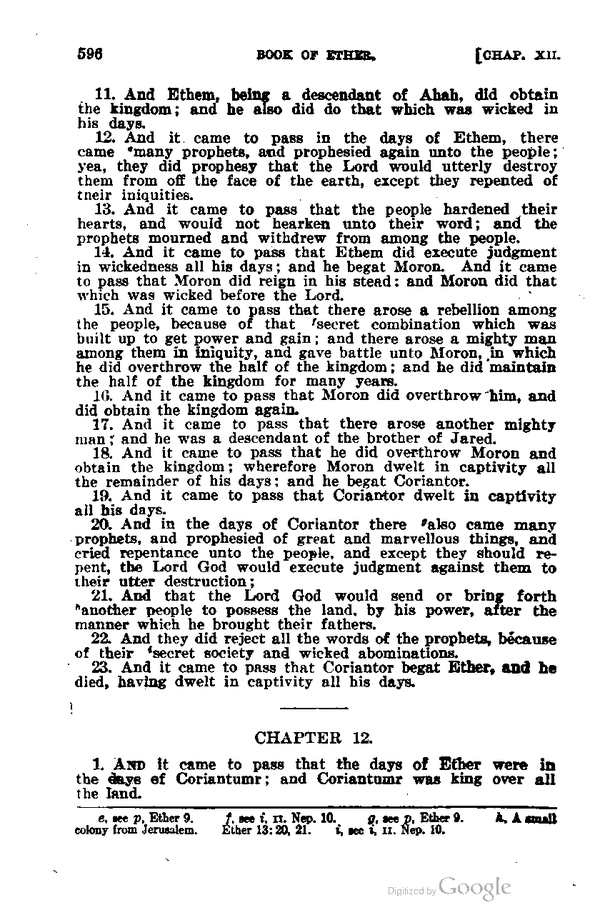 596 BOOK OF ETHER. [CHAP. XII.
11. And Ethem, being a descendant of Ahah, did obtain
the kingdom; and he also did do that which was wicked in
his days.
12. And it came to pass in the days of Ethem, there
came ᵉmany prophets, and prophesied again unto the people;
yea, they did prophesy that the Lord would utterly destroy
them from off the face of the earth, except they repented of
their iniquities.
13. And it came to pass that the people hardened their
hearts, and would not hearken unto their word; and the
prophets mourned and withdrew from among the people.
14. And it came to pass that Ethem did execute judgment
in wickedness all his days; and he begat Moron. And it came
to pass that Moron did reign in his stead: and Moron did that
which was wicked before the Lord.
15. And it came to pass that there arose a rebellion among
the people, because of that ᶠsecret combination which was
built up to get power and gain; and there arose a mighty man
among them in iniquity, and gave battle unto Moron, in which
he did overthrow the half of the kingdom; and he did maintain
the half of the kingdom for many years.
16. And it came to pass that Moron did overthrow him, and
did obtain the kingdom again.
17. And it came to pass that there arose another mighty
man; and he was a descendant of the brother of Jared.
18. And it came to pass that he did overthrow Moron and
obtain the kingdom; wherefore Moron dwelt in captivity all
the remainder of his days; and he begat Coriantor.
19. And it came to pass that Coriantor dwelt in captivity
all his days.
20. And in the days of Coriantor there ᵍalso came many
prophets, and prophesied of great and marvellous things, and
cried repentance unto the people, and except they should re-
pent, the Lord God would execute judgment against them to
their utter destruction;
21. And that the Lord God would send or bring forth
ʰanother people to possess the land, by his power, after the
manner which he brought their fathers.
22. And they did reject all the words of the prophets, because
of their ⁱsecret society and wicked abominations.
23. And it came to pass that Coriantor begat Ether, and he
died, having dwelt in captivity all his days.
CHAPTER 12.
1. AND it came to pass that the days of Ether were in
the days of Coriantumr; and Coriantumr was king over all
the land.
e, see p, Ether 9. f, see i, II. Nep. 10. g, see p, Ether 9. h, A small
colony from Jerusalem. Ether 13:20, 21. i, see i, II. Nep. 10.
Digitized by Google